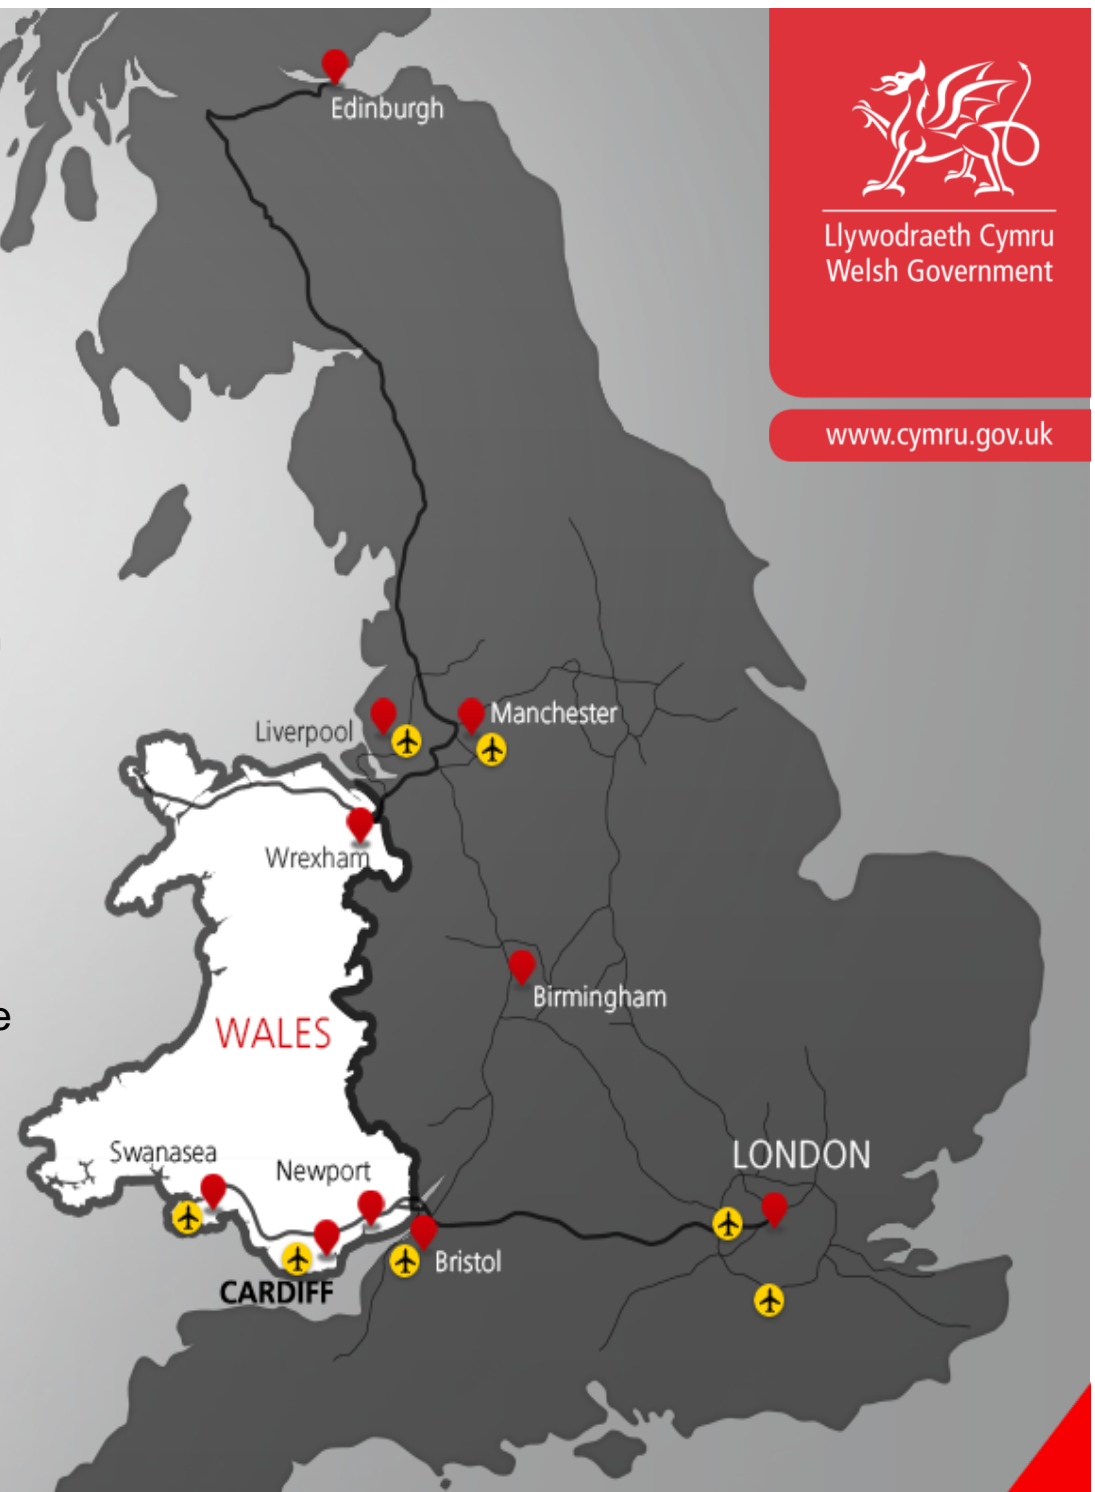 Edinburgh
Llywodraeth Cymru
Welsh Government
www.cymru.gov.uk
Liverpool
Manchester
Wrexham
Birmingham
e
WALES
Swanasea
Newport
LONDON
Bristol
CARDIFF